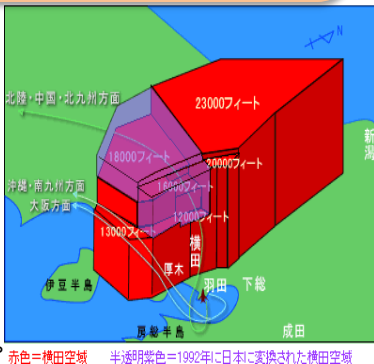 N
北陸・中国・北九州方面
23000フィート
新潟
18000フィート
20000フィート
16000フィート
沖縄・南九州方面
大阪方面
12000フィート
13000フィート
横田
厚木
羽田 下総
伊豆半島
房総半島
成田
赤色=横田空域 半透明紫色=1992年に日本に変換された横田空域